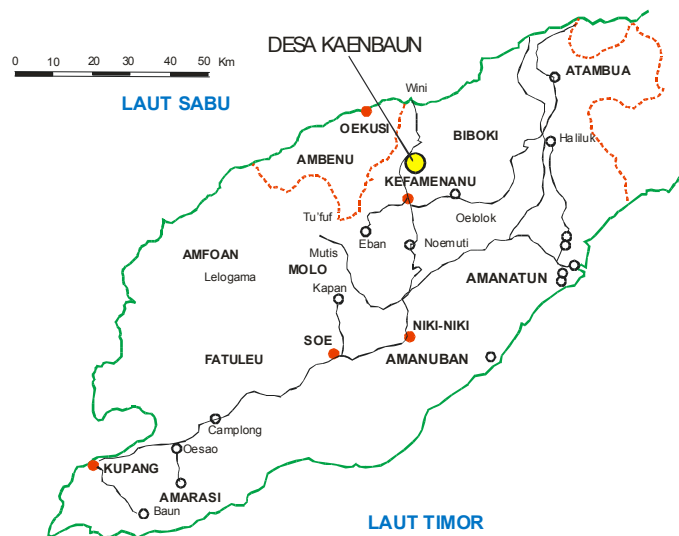 DESA KAENBAUN
0 10 20 30 40 50 Km
LAUT SABU
Wini
ATAMBUA
OEKUSI
BIBOKI
Haliluk
AMBENU
KEFAMENANU
Tu'fuf
Oelolok
Eban
Noemuti
AMFOAN
Mutis
Lelogama
MOLO
Kapan
AMANATUN
SOE
NIKI-NIKI
FATULEU
AMANUBAN
Camplong
Oesao
KUPANG
AMARASI
Baun
LAUT TIMOR